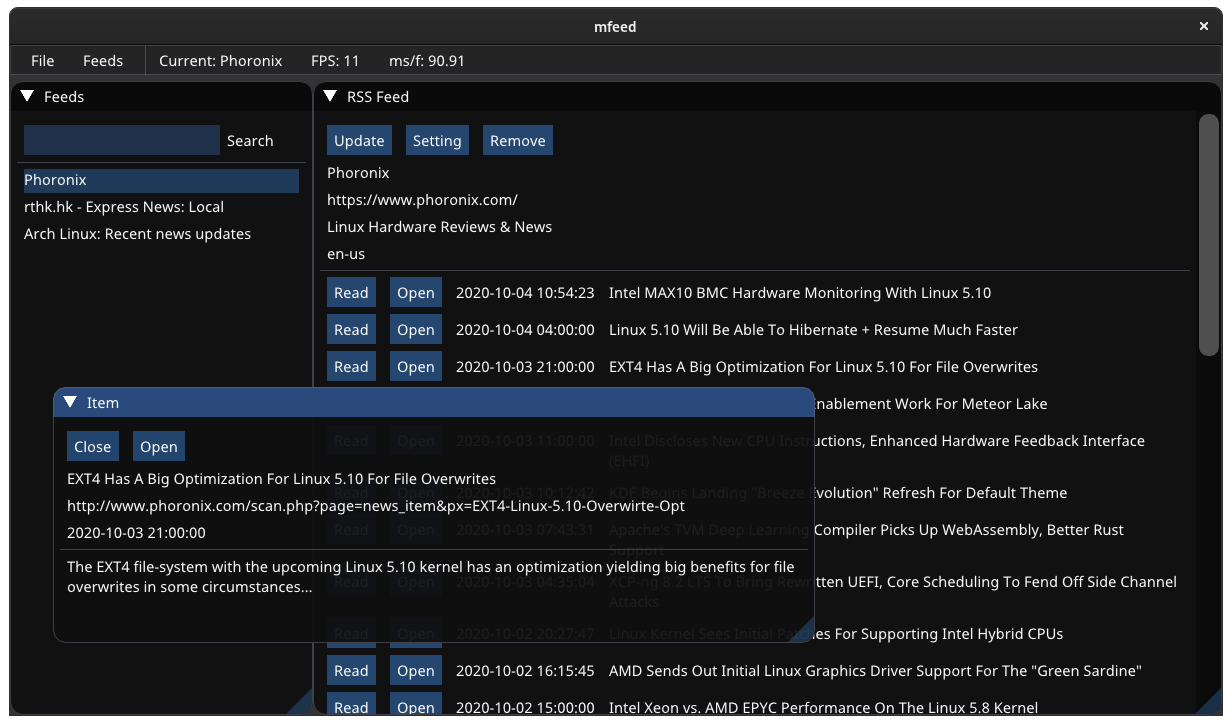 mfeed
File Feeds Current: Phoronix FPS: 11 ms/f: 90.91
Feeds
Search
Phoronix
rthk.hk - Express News: Local
Arch Linux: Recent news updates
RSS Feed
Update Setting Remove
Phoronix
https://www.phoronix.com/
Linux Hardware Reviews & News
en-us
Read Open 2020-10-04 10:54:23 Intel MAX10 BMC Hardware Monitoring With Linux 5.10
Read Open 2020-10-04 04:00:00 Linux 5.10 Will Be Able To Hibernate + Resume Much Faster
Read Open 2020-10-03 21:00:00 EXT4 Has A Big Optimization For Linux 5.10 For File Overwrites
Work For Meteor Lake
Read Open 2020-10-03 11:00:00 Intel Discloses New CPU Instructions, Enhanced Hardware Feedback Interface
(EHFI)
Read Open 2020-10-03 10:12:42 KDE Begins Landing "Breeze Evolution" Refresh For Default Theme
Read Open 2020-10-03 07:43:31 Apache's TVM Deep Learning Compiler Picks Up WebAssembly, Better Rust
Support
Read Open 2020-10-03 04:35:04 XCP-ng 8.2 LTS To Bring Rewritten UEFI, Core Scheduling To Fend Off Side Channel
Attacks
Read Open 2020-10-02 20:27:47 Linux Kernel Sees Initial Patches For Supporting Intel Hybrid CPUs
Read Open 2020-10-02 16:15:45 AMD Sends Out Initial Linux Graphics Driver Support For The "Green Sardine"
Read Open 2020-10-02 15:00:00 Intel Xeon vs. AMD EPYC Performance On The Linux 5.8 Kernel
Item
Close Open
EXT4 Has A Big Optimization For Linux 5.10 For File Overwrites
http://www.phoronix.com/scan.php?page=news_item&px=EXT4-Linux-5.10-Overwirte-Opt
2020-10-03 21:00:00
The EXT4 file-system with the upcoming Linux 5.10 kernel has an optimization yielding big benefits for file
overwrites in some circumstances...